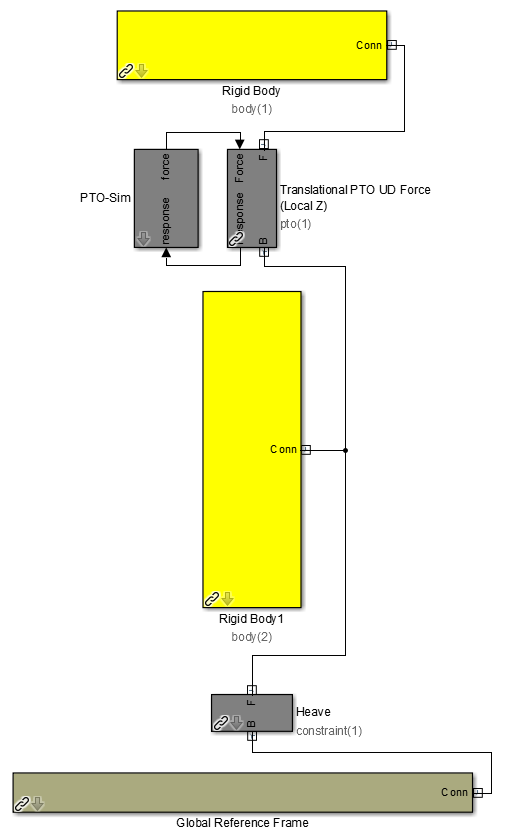 Conn
Rigid Body
body(1)
PTO-Sim
force
response
Force
F
B
Translational PTO UD Force
(Local Z)
pto(1)
Conn
Rigid Body1
body(2)
F
B
Heave
constraint(1)
Conn
Global Reference Frame